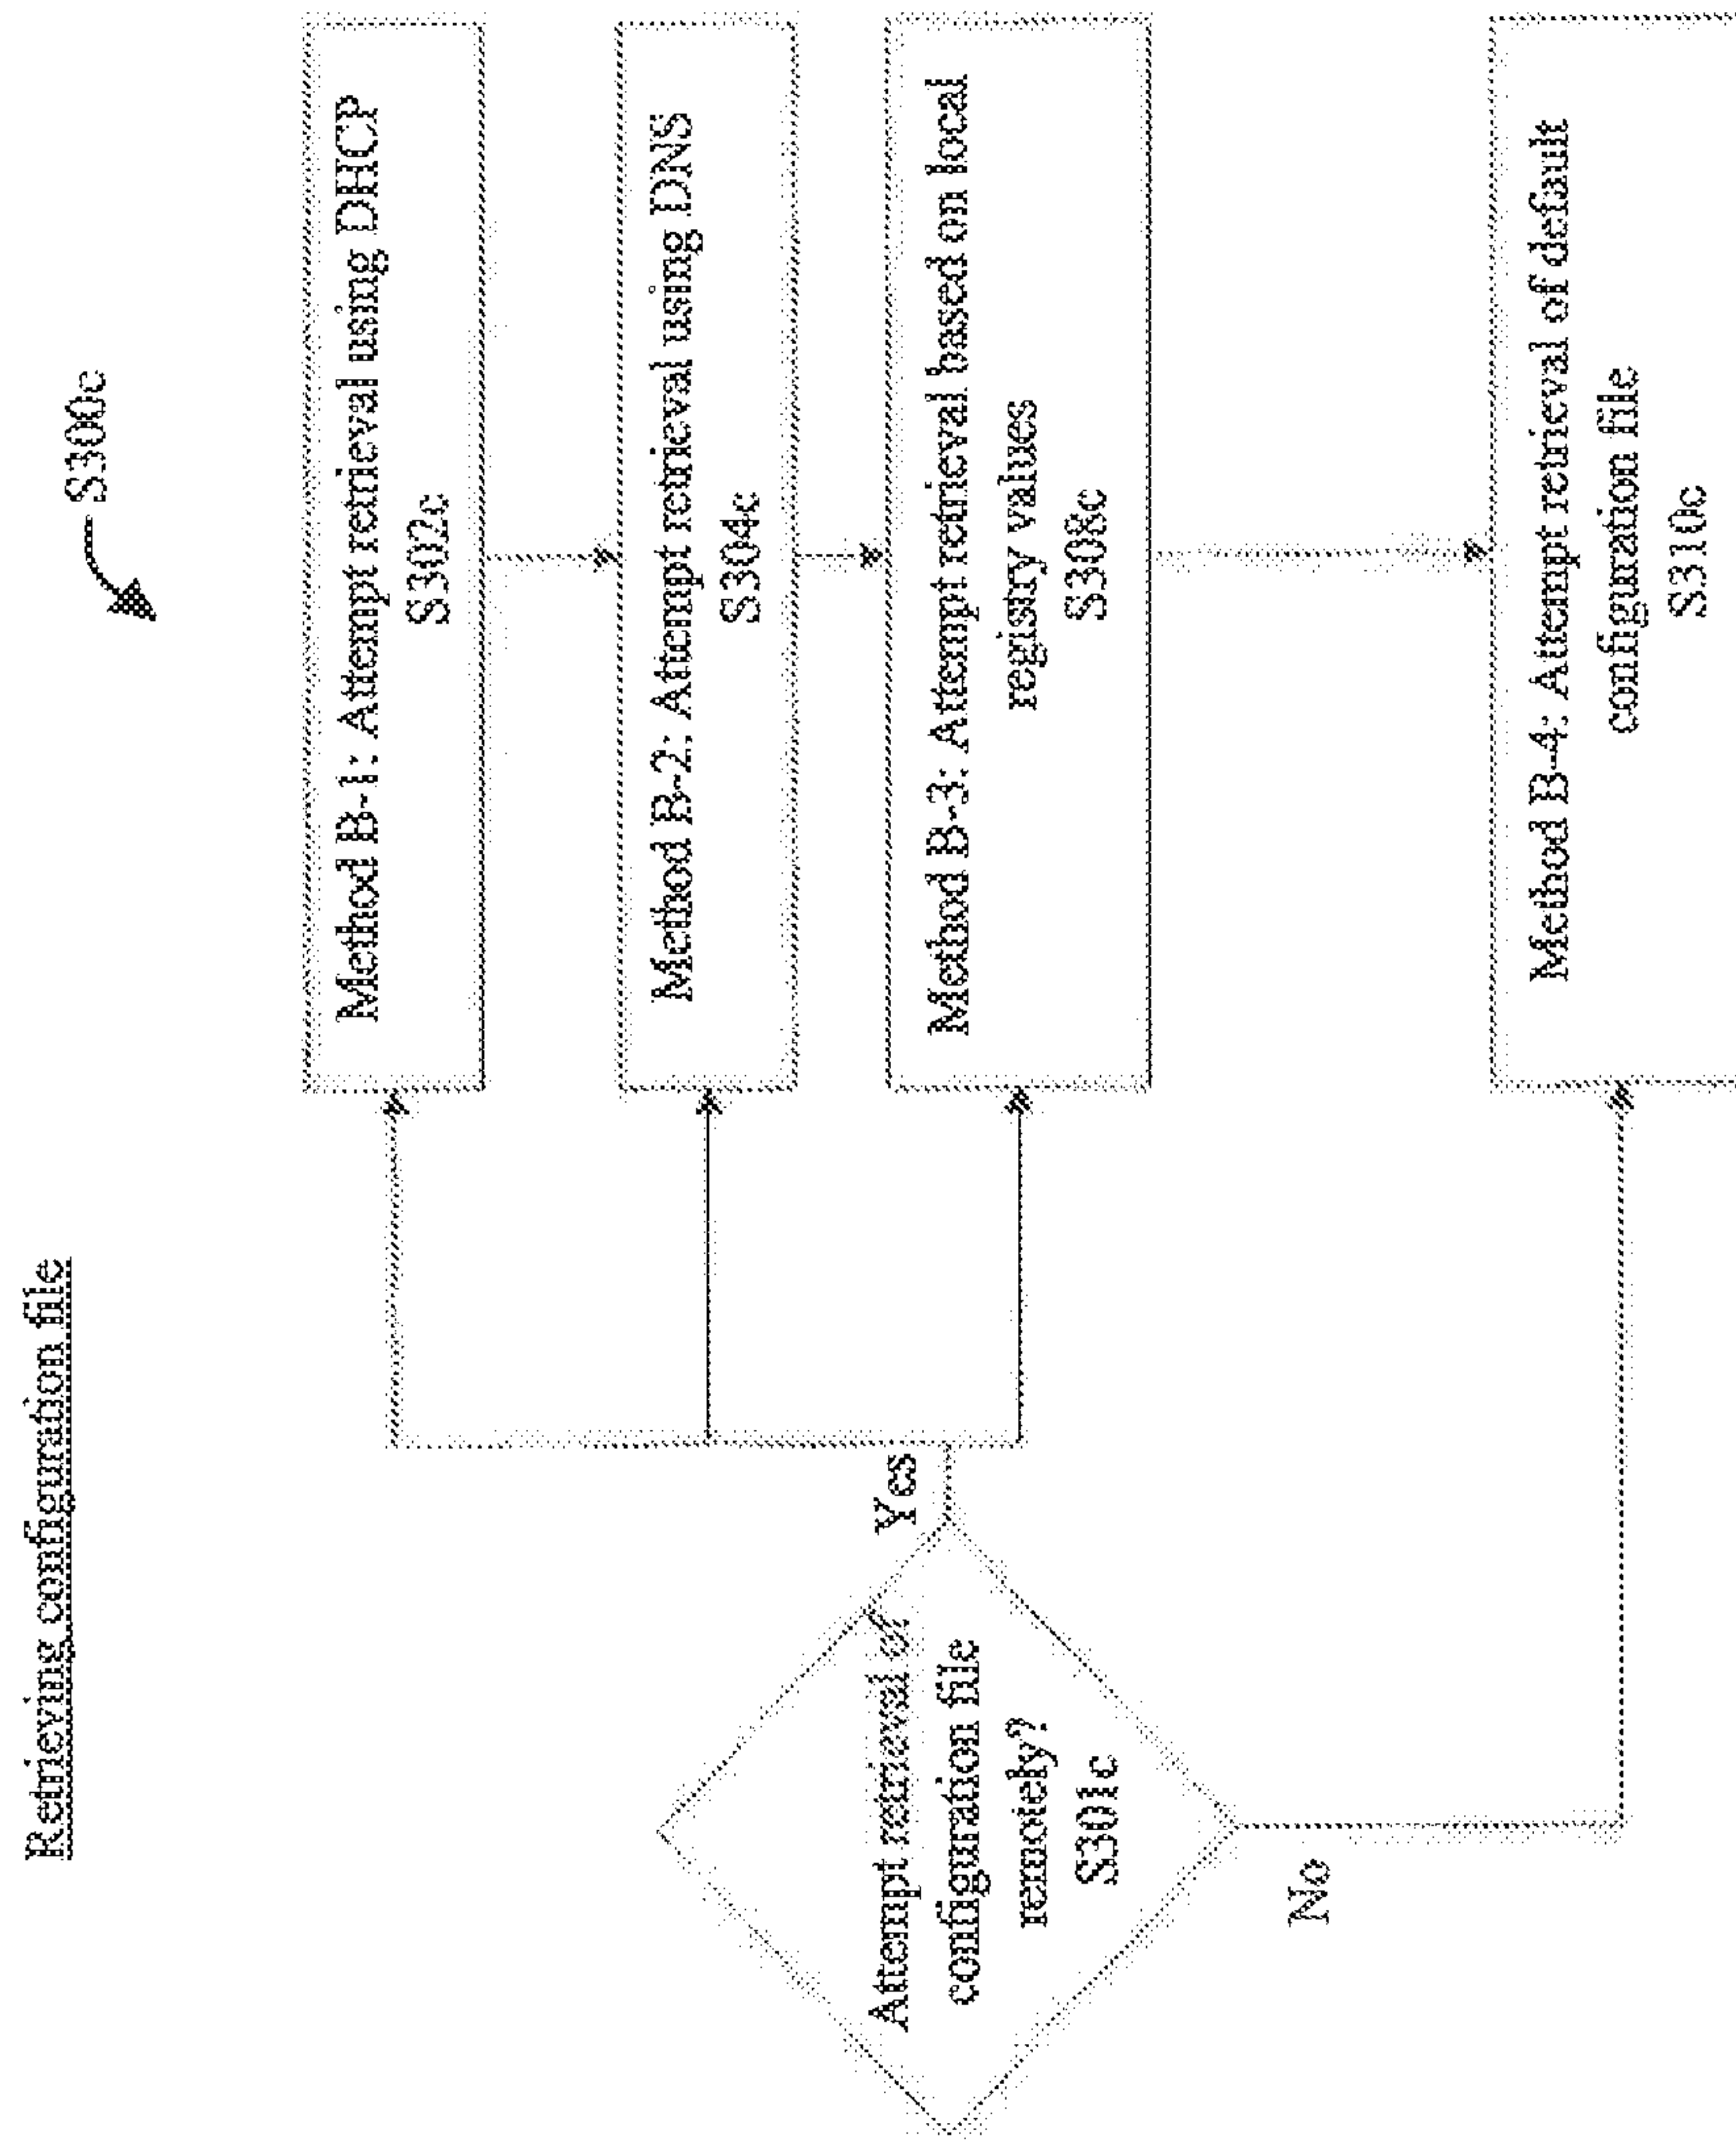 Retrieving configuration file
S300c
Attempt retrieval of
configuration file
remotely?
S301c
Yes
No
Method B-1: Attempt retrieval using DHCP
S302c
Method B-2: Attempt retrieval using DNS
S304c
Method B-3: Attempt retrieval based on local
registry values
S308c
Method B-4: Attempt retrieval of default
configuration file
S310c